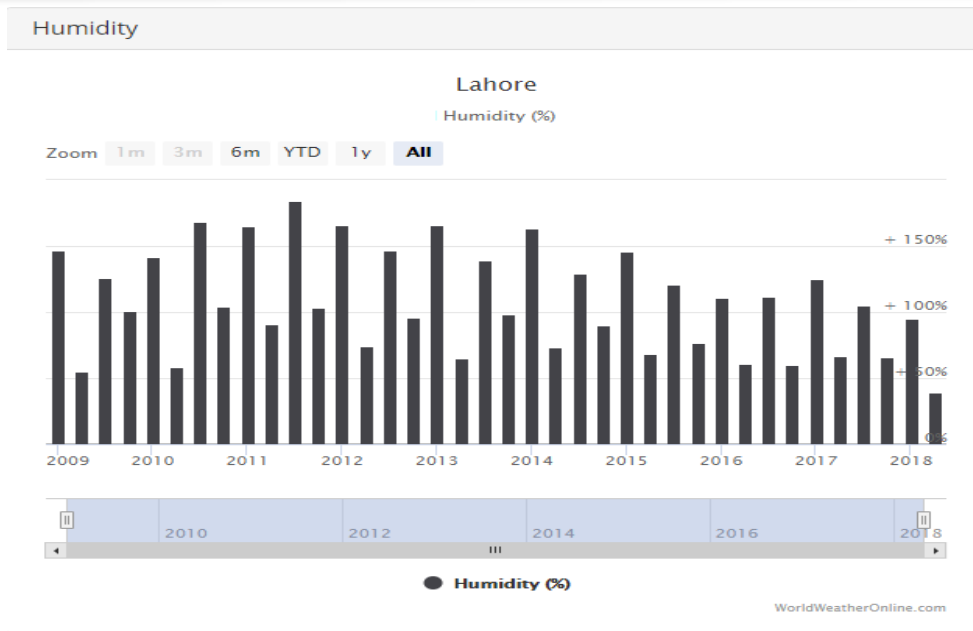 Humidity
Lahore
Humidity (%)
Zoom 1m 3m 6m YTD 1y All
+ 150%
+ 100%
+ 50%
0%
2009 2010 2011 2012 2013 2014 2015 2016 2017 2018
2010 2012 2014 2016 2018
Humidity (%)
WorldWeatherOnline.com